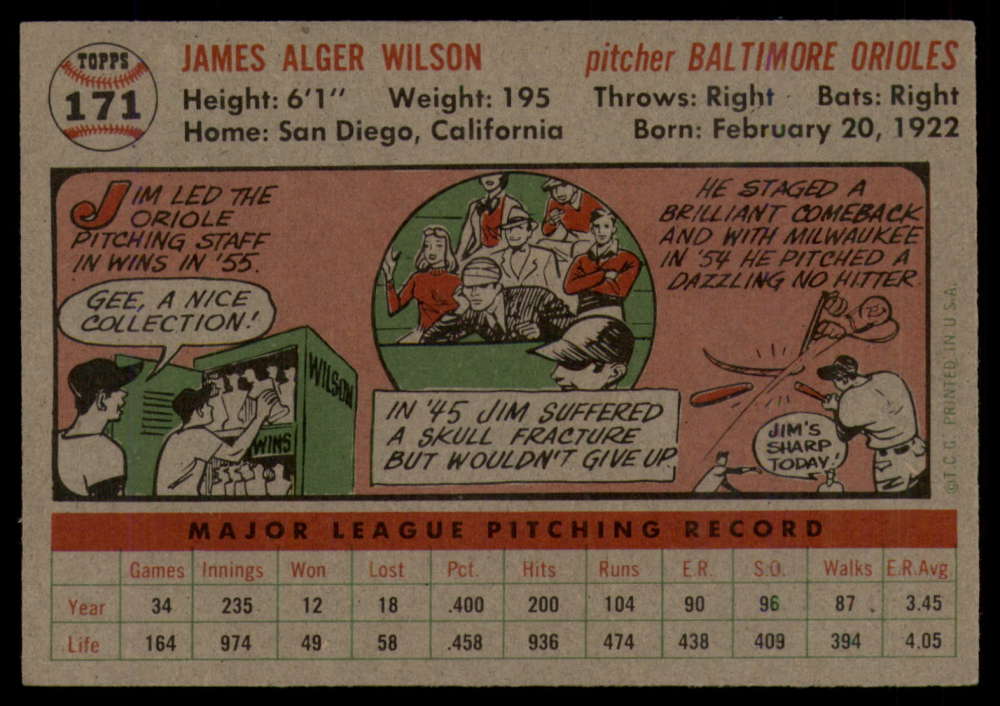 TOPPS
171
JAMES ALGER WILSON
pitcher BALTIMORE ORIOLES
Height: 6'1" Weight: 195 Throws: Right Bats: Right
Home: San Diego, California Born: February 20, 1922
JIM LED THE
ORIOLE
PITCHING STAFF
IN WINS IN '55.
GEE, A NICE
COLLECTION!
WILSON
WINS
IN '45 JIM SUFFERED
A SKULL FRACTURE
BUT WOULDN'T GIVE UP.
HE STAGED A
BRILLIANT COMEBACK
AND WITH MILWAUKEE
IN '54 HE PITCHED A
DAZZLING NO HITTER.
JIM'S
SHARP
TODAY!
©T.C.G. PRINTED IN U.S.A.
MAJOR LEAGUE PITCHING RECORD
Games Innings Won Lost Pct. Hits Runs E.R. S.O. Walks E.R.Avg
Year 34 235 12 18 .400 200 104 90 96 87 3.45
Life 164 974 49 58 .458 936 474 438 409 394 4.05